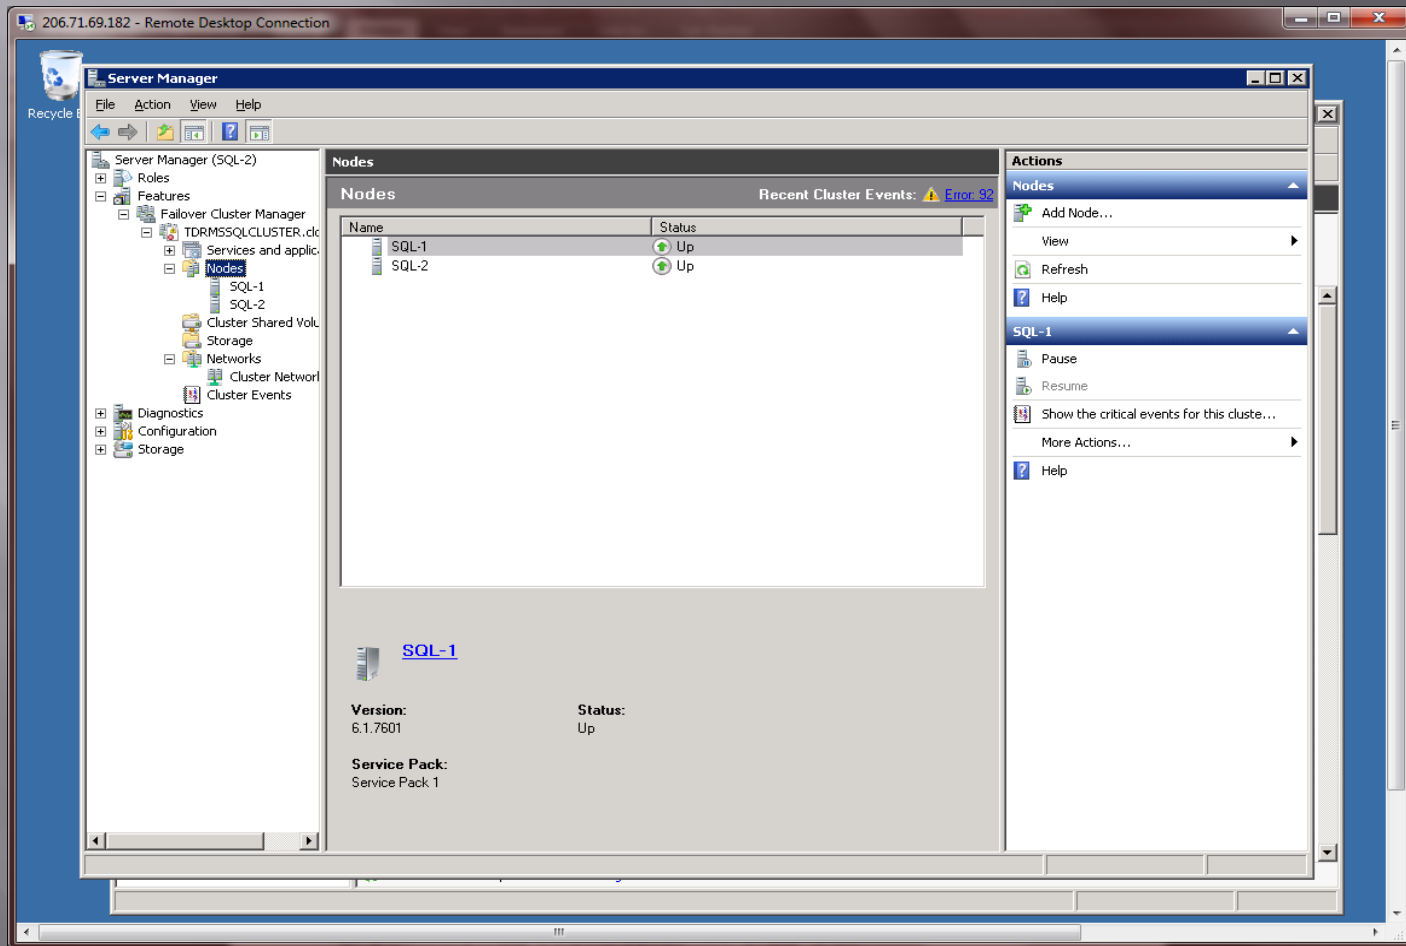 206.71.69.182 - Remote Desktop Connection
Recycle
Server Manager
File Action View Help
Server Manager (SQL-2)
Roles
Features
Failover Cluster Manager
TDRMSSQLCLUSTER.clo
Services and applic
Nodes
SQL-1
SQL-2
Cluster Shared Volu
Storage
Networks
Cluster Networ
Cluster Events
Diagnostics
Configuration
Storage
Nodes
Nodes Recent Cluster Events: Error: 92
Name Status
SQL-1 Up
SQL-2 Up
SQL-1
Version: Status:
6.1.7601 Up
Service Pack:
Service Pack 1
Actions
Nodes
Add Node...
View
Refresh
Help
SQL-1
Pause
Resume
Show the critical events for this cluste...
More Actions...
Help